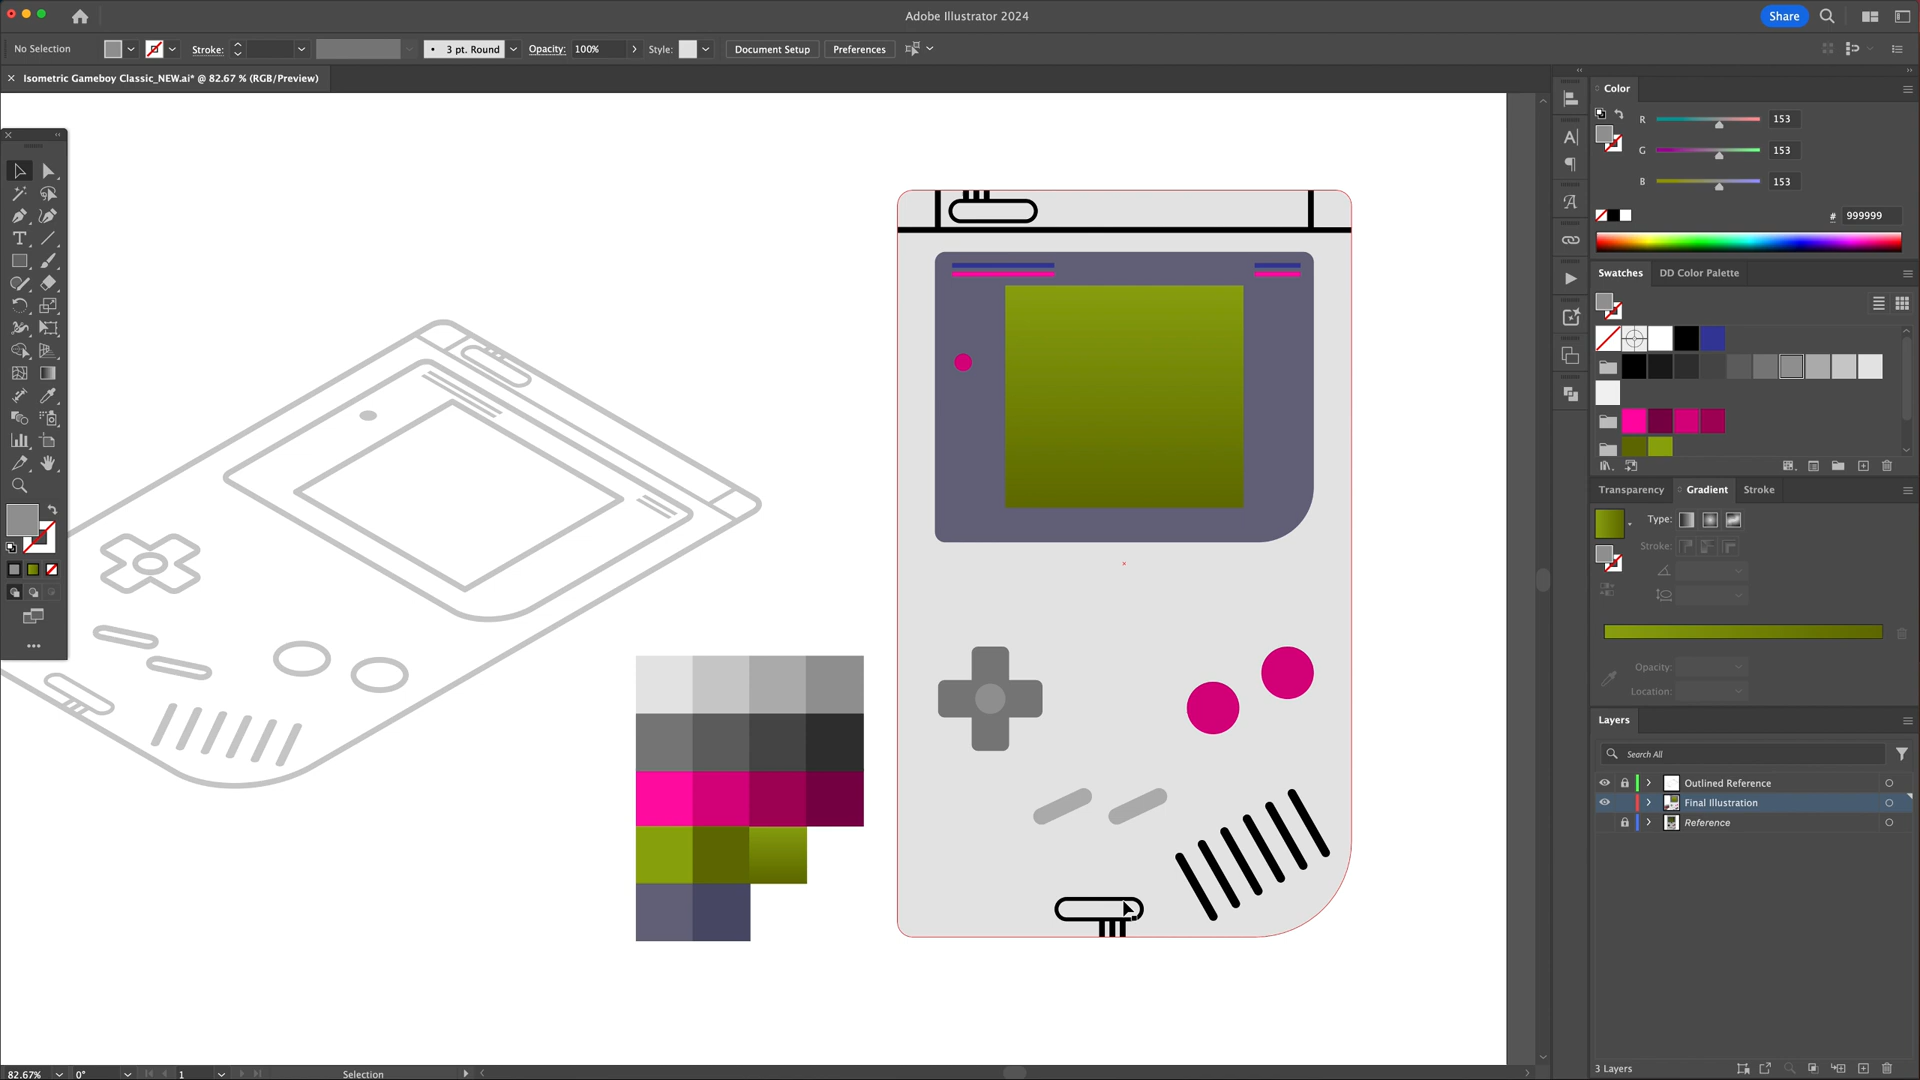 Adobe Illustrator 2024
Share
No Selection
Stroke:
3 pt. Round
Opacity: 100%
Style:
Document Setup
Preferences
Isometric Gameboy Classic_NEW.ai* @ 82.67 % (RGB/Preview)
Color
R 153
G 153
B 153
# 999999
Swatches
DD Color Palette
Transparency
Gradient
Stroke
Type:
Stroke:
Opacity:
Location:
Layers
Search All
Outlined Reference
Final Illustration
Reference
3 Layers
82.67%
0°
1
Selection